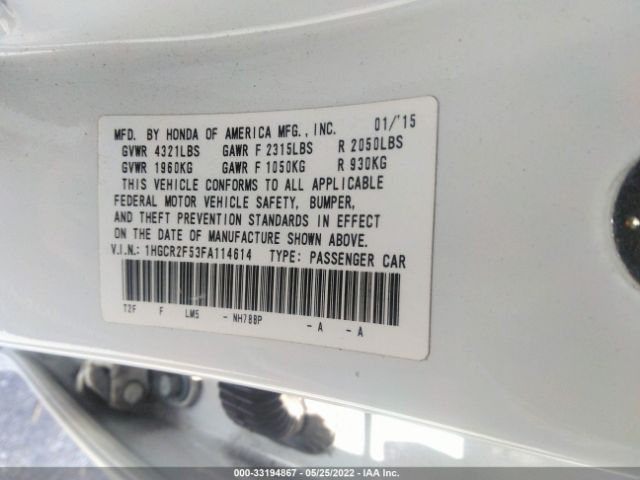 MFD. BY HONDA OF AMERICA MFG., INC. 01/'15
GVWR 4321LBS GAWR F 2315LBS R 2050LBS
GVWR 1960KG GAWR F 1050KG R 930KG
THIS VEHICLE CONFORMS TO ALL APPLICABLE
FEDERAL MOTOR VEHICLE SAFETY, BUMPER,
AND THEFT PREVENTION STANDARDS IN EFFECT
ON THE DATE OF MANUFACTURE SHOWN ABOVE.
V.I.N.: 1HGCR2F53FA114614 TYPE: PASSENGER CAR
T2F F LM5 - NH788P - A - A
000-33194867 - 05/25/2022 - IAA Inc.